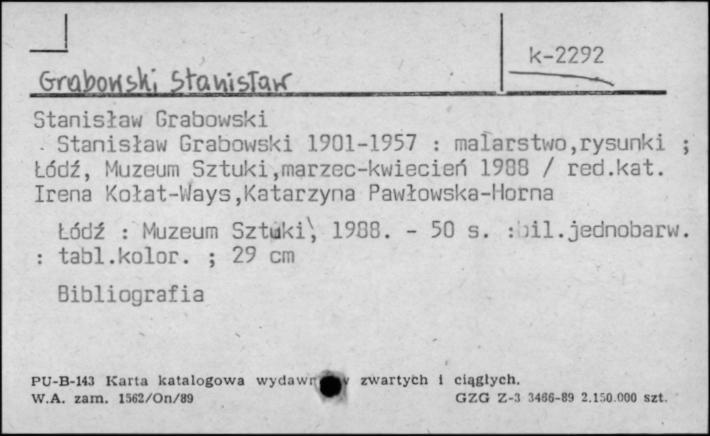 k-2292
Grabowski Stanisław
Stanisław Grabowski
Stanisław Grabowski 1901-1957 : malarstwo,rysunki ;
Łódź, Muzeum Sztuki,marzec-kwiecień 1988 / red.kat.
Irena Kołat-Ways,Katarzyna Pawłowska-Horna
Łódź : Muzeum Sztuki, 1988. - 50 s. :il.jednobarw.
: tabl.kolor. ; 29 cm
Bibliografia
PU-B-143 Karta katalogowa zwartych i ciągłych.
W.A. zam. 1562/On/89 GZG Z-3 3466-89 2.150.000 szt.